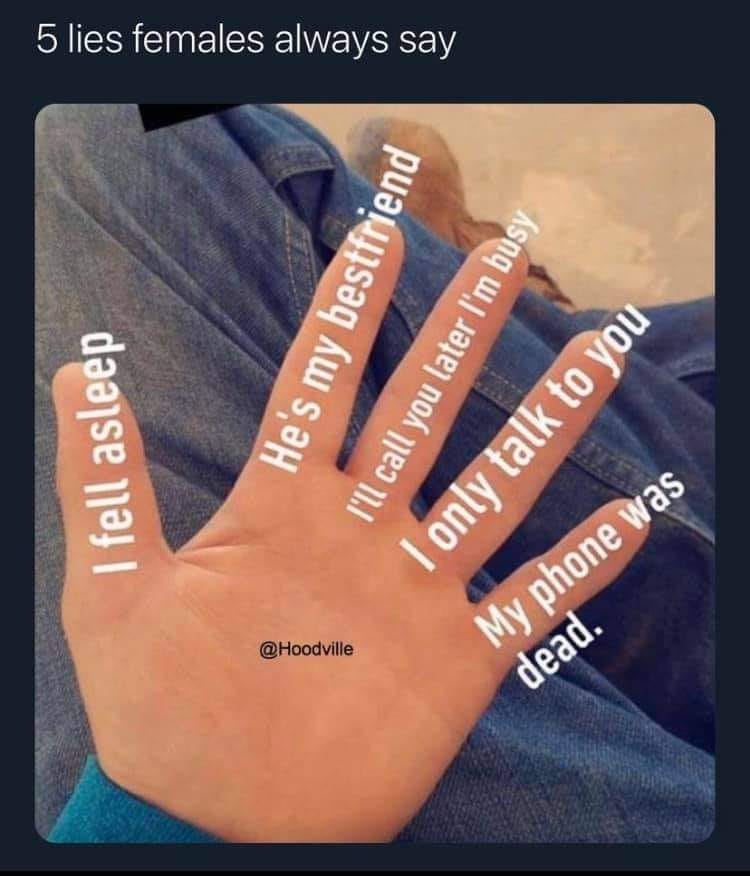 5 lies females always say
I fell asleep
He's my bestfriend
I'll call you later I'm busy
I only talk to you
My phone was
dead.
@Hoodville